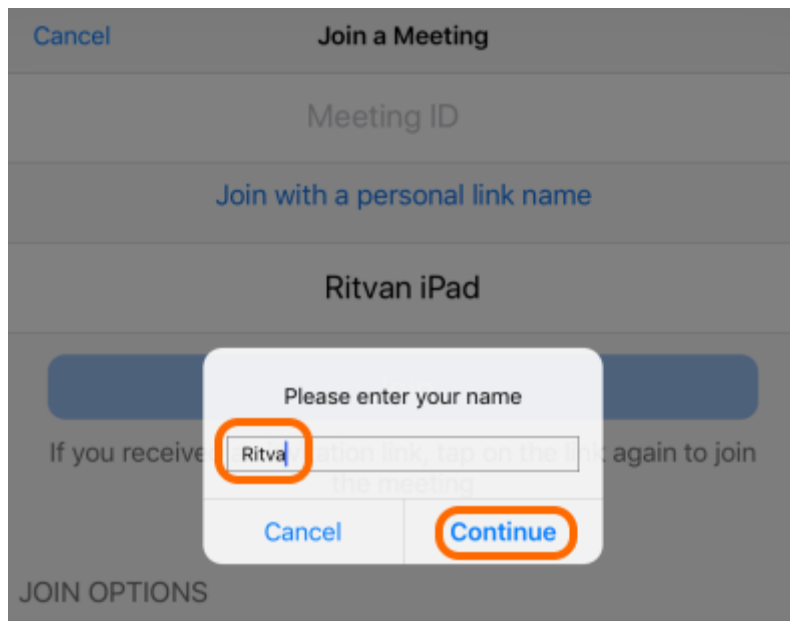 Cancel Join a Meeting
Meeting ID
Join with a personal link name
Ritvan iPad
Please enter your name
If you receive ation link, tap on the link again to join
Ritva
the meeting
Cancel Continue
JOIN OPTIONS